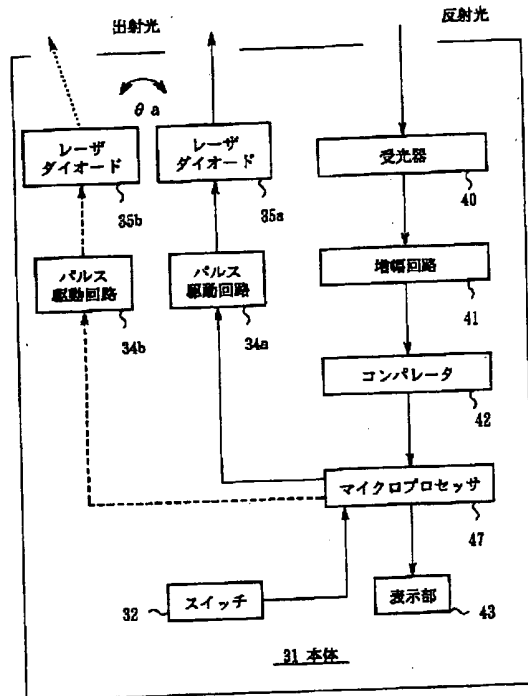 出射光
反射光
θa
レーザ
ダイオード
35b
レーザ
ダイオード
35a
受光器
40
パルス
駆動回路
34b
パルス
駆動回路
34a
増幅回路
41
コンパレータ
42
マイクロプロセッサ
47
32
スイッチ
表示部
43
31 本体